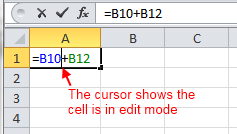 fx =B10+B12
A B C
1 =B10+B12
2
3
4
5
The cursor shows the
cell is in edit mode